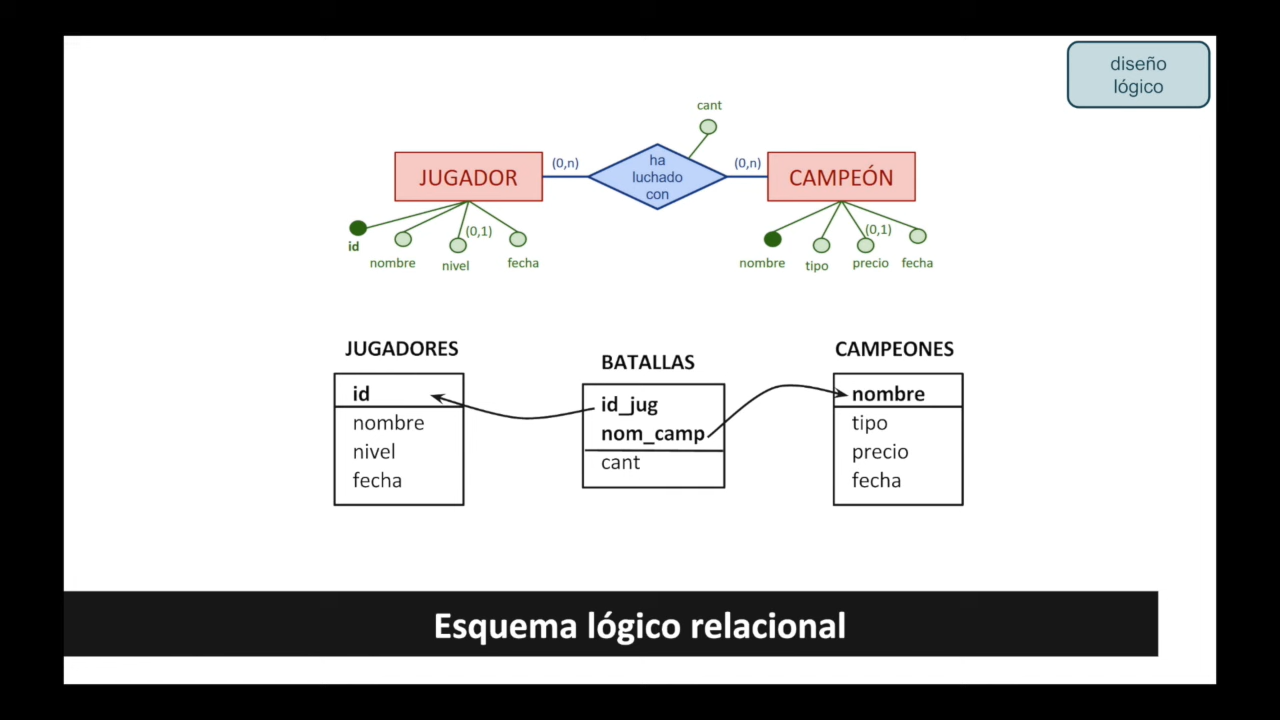 diseño
lógico
cant
JUGADOR
(0,n)
ha
luchado
con
(0,n)
CAMPEÓN
id
nombre
(0,1)
nivel
fecha
nombre
tipo
(0,1)
precio
fecha
JUGADORES
id
nombre
nivel
fecha
BATALLAS
id_jug
nom_camp
cant
CAMPEONES
nombre
tipo
precio
fecha
Esquema lógico relacional